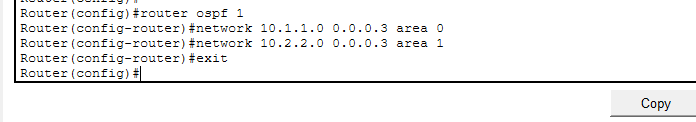 Router(config)#router ospf 1
Router(config-router)#network 10.1.1.0 0.0.0.3 area 0
Router(config-router)#network 10.2.2.0 0.0.0.3 area 1
Router(config-router)#exit
Router(config)#
Copy